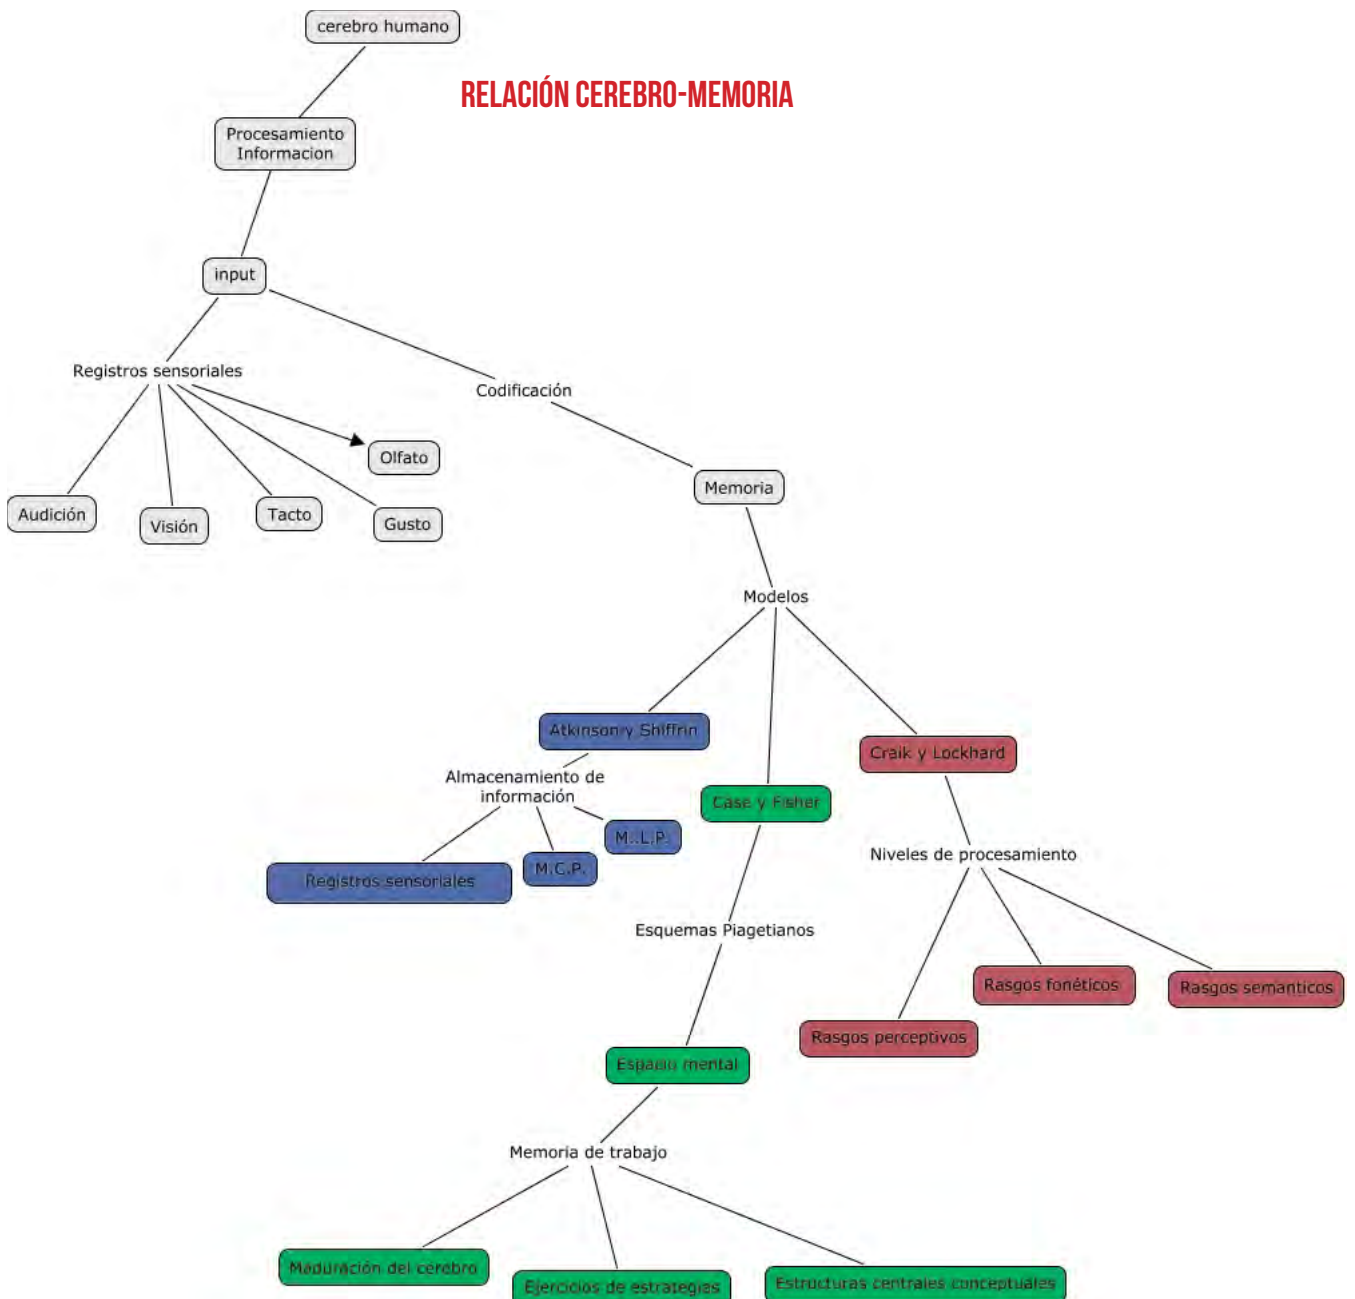 cerebro humano
RELACIÓN CEREBRO-MEMORIA
Procesamiento
Informacion
input
Registros sensoriales
Codificación
Olfato
Memoria
Audición
Visión
Tacto
Gusto
Modelos
Atkinson y Shiffrin
Craik y Lockhard
Almacenamiento de
información
Case y Fisher
M..L.P.
M.C.P.
Registros sensoriales
Niveles de procesamiento
Esquemas Piagetianos
Rasgos fonéticos
Rasgos semanticos
Rasgos perceptivos
Espacio mental
Memoria de trabajo
Maduración del cerebro
Ejercicios de estrategias
Estructuras centrales conceptuales